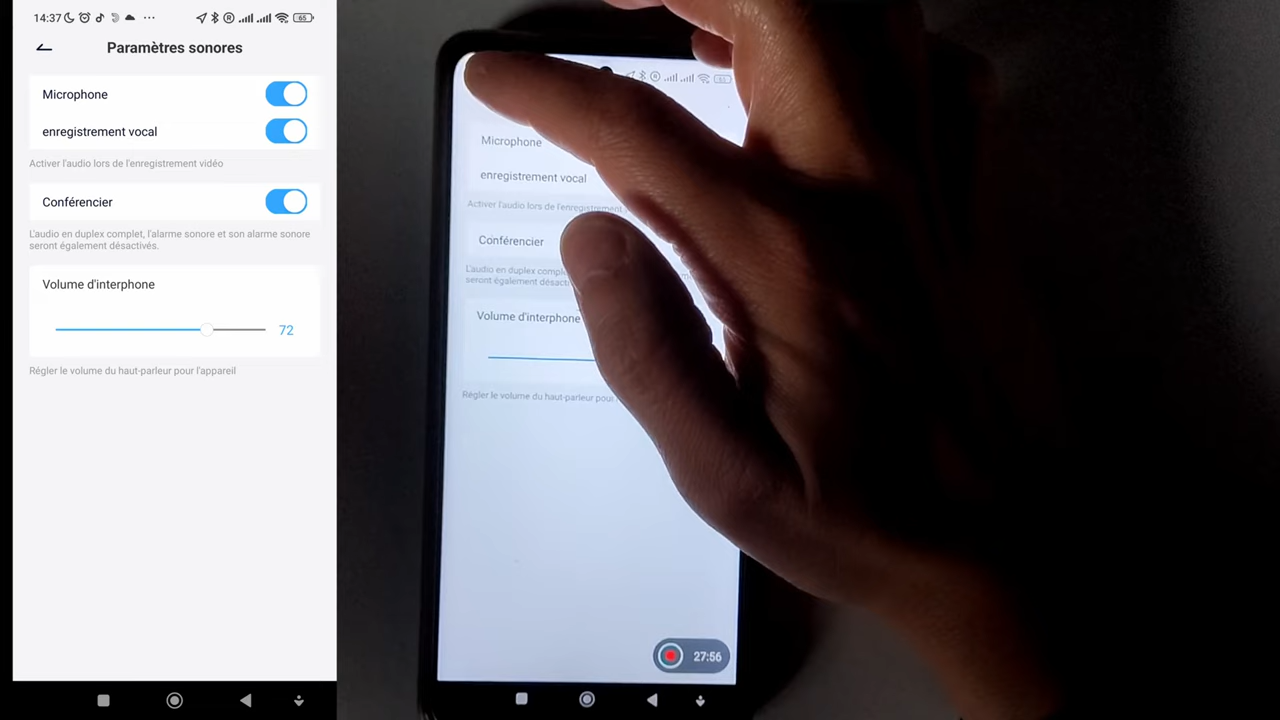 14:37
65
Paramètres sonores
Microphone
enregistrement vocal
Activer l'audio lors de l'enregistrement vidéo
Conférencier
L'audio en duplex complet, l'alarme sonore et son alarme sonore
seront également désactivés.
Volume d'interphone
72
Régler le volume du haut-parleur pour l'appareil
Microphone
enregistrement vocal
Activer l'audio lors de l'enregistrement
Conférencier
L'audio en duplex
seront également
Volume d'interphone
Régler le volume du haut-parleur pour
27:56